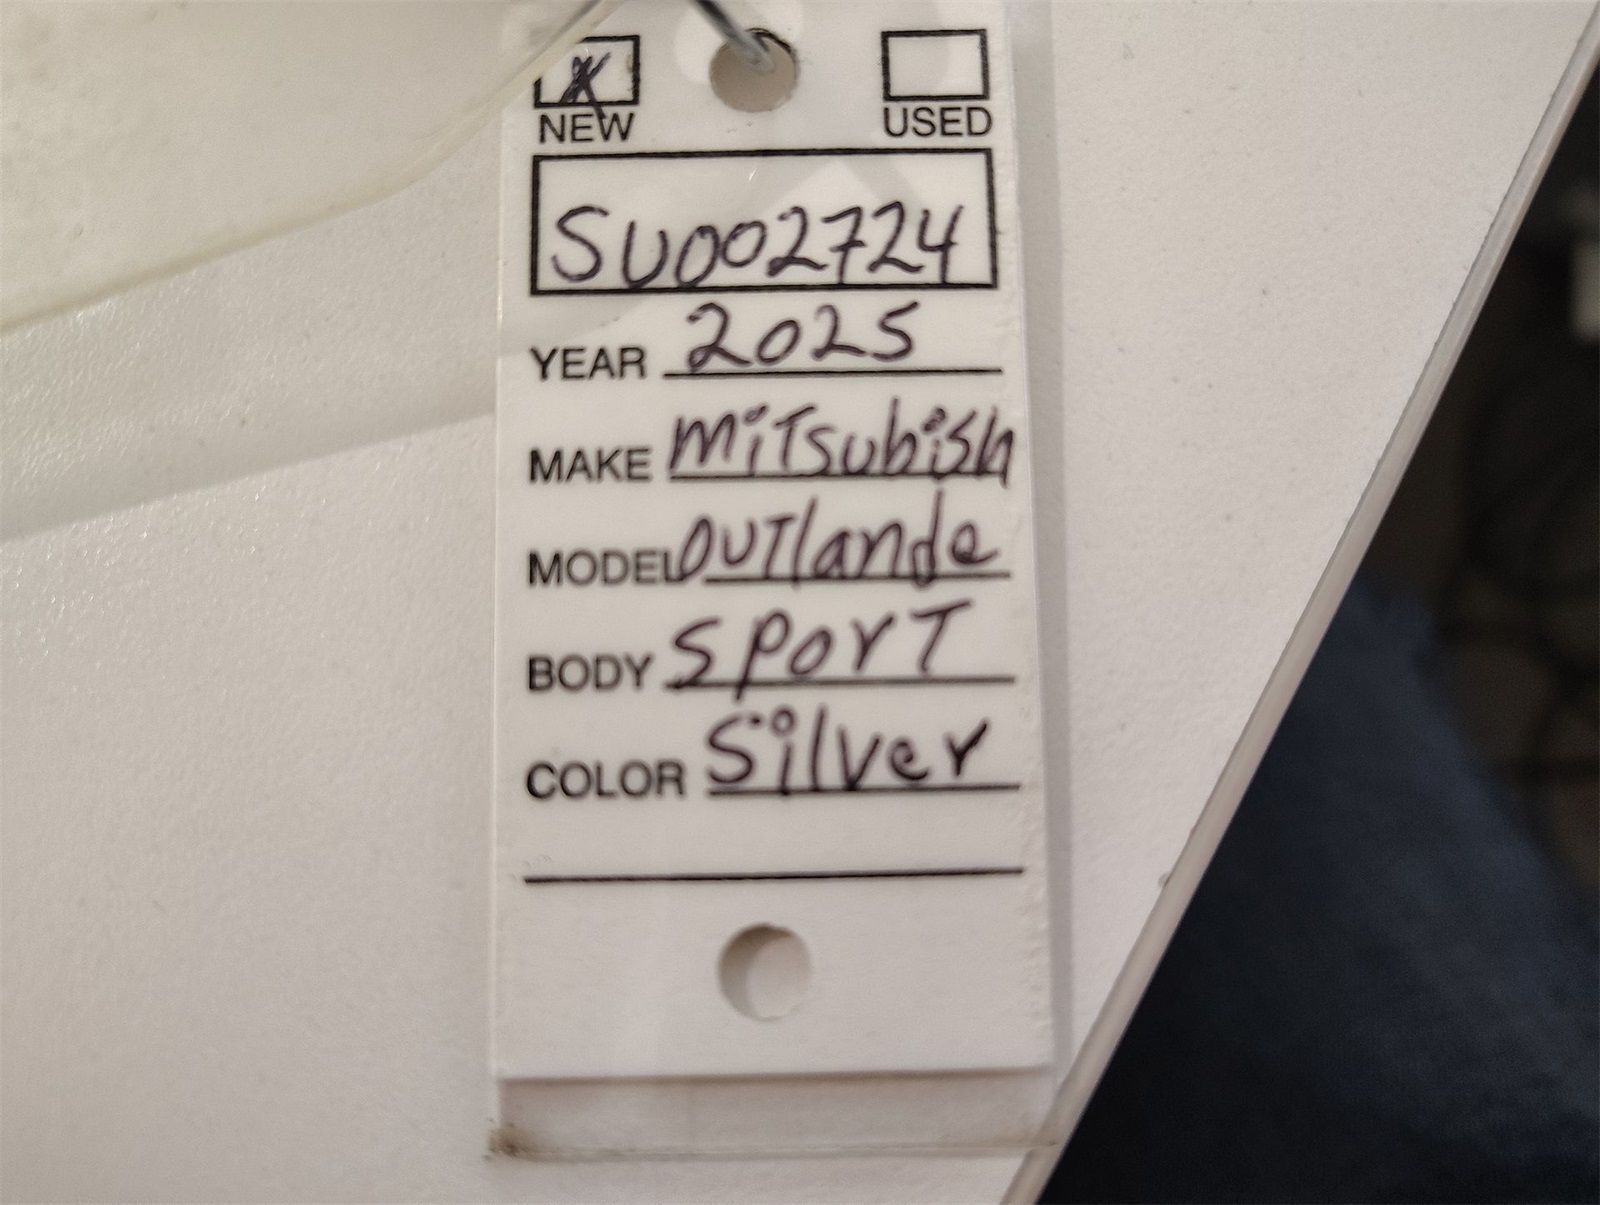 X
NEW USED
SU002724
YEAR 2025
MAKE MiTsubish
MODEL OUTlande
BODY SPorT
COLOR Silver